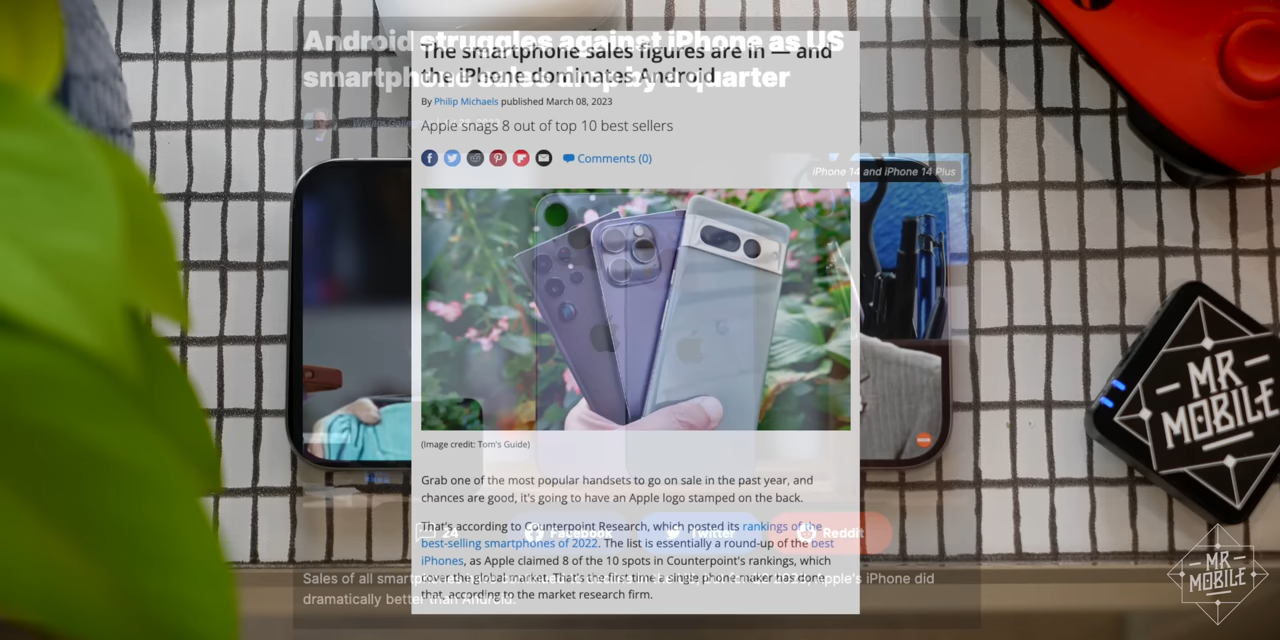 Android struggles against iPhone as US
smartphone sales drop by a quarter
The smartphone sales figures are in — and
the iPhone dominates Android
By Philip Michaels published March 08, 2023
Apple snags 8 out of top 10 best sellers
Comments (0)
iPhone 14 and iPhone 14 Plus
(Image credit: Tom's Guide)
Grab one of the most popular handsets to go on sale in the past year, and
chances are good, it's going to have an Apple logo stamped on the back.
That's according to Counterpoint Research, which posted its rankings of the
best-selling smartphones of 2022. The list is essentially a round-up of the best
iPhones, as Apple claimed 8 of the 10 spots in Counterpoint's rankings, which
cover the global market. That's the first time a single phone maker has done
that, according to the market research firm.
24
Facebook
Twitter
Reddit
Sales of all Apple's iPhone did
dramatically better than Android.
MR
MOBILE
MR
MOBILE